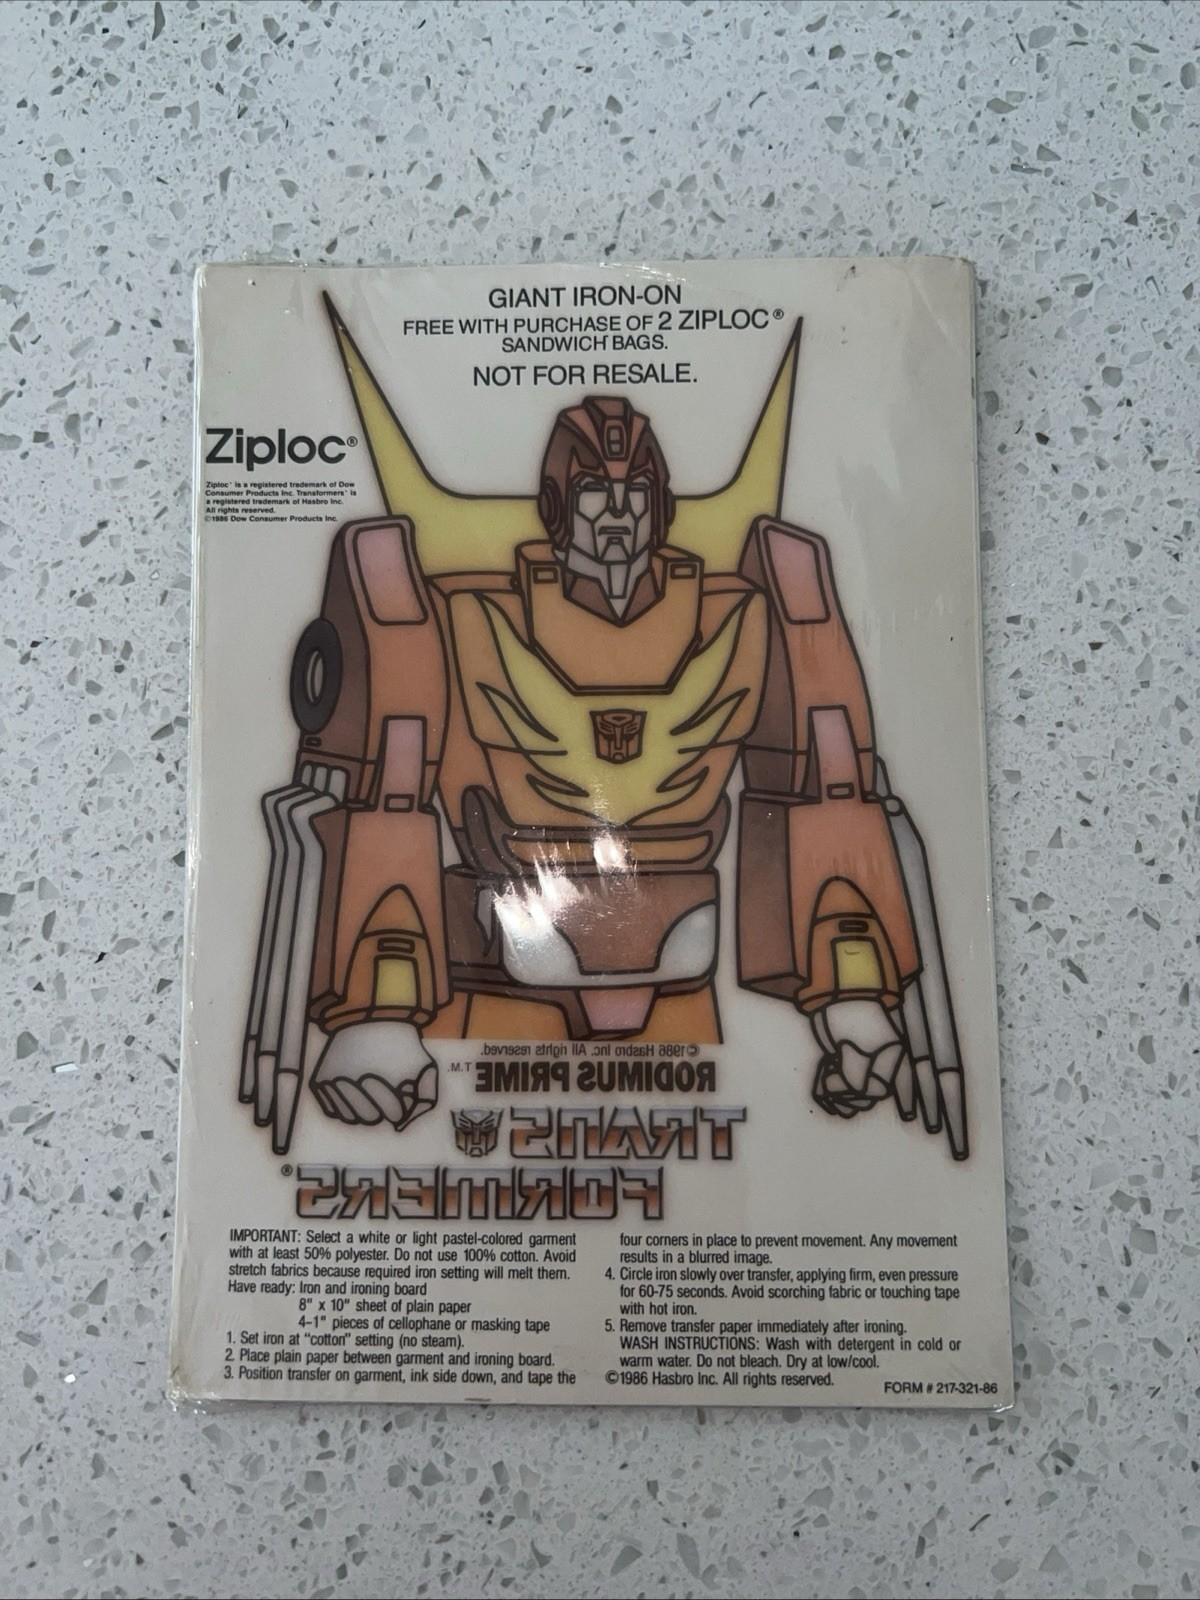 GIANT IRON-ON
FREE WITH PURCHASE OF 2 ZIPLOC®
SANDWICH BAGS.
NOT FOR RESALE.
Ziploc®
Ziploc® is a registered trademark of Dow
Consumer Products Inc. Transformers® is
a registered trademark of Hasbro Inc.
All rights reserved.
©1986 Dow Consumer Products Inc.
©1986 Hasbro Inc. All rights reserved.
RODIMUS PRIME T.M.
TRANS
FORMERS®
IMPORTANT: Select a white or light pastel-colored garment
with at least 50% polyester. Do not use 100% cotton. Avoid
stretch fabrics because required iron setting will melt them.
Have ready: Iron and ironing board
8" x 10" sheet of plain paper
4-1" pieces of cellophane or masking tape
1. Set iron at "cotton" setting (no steam).
2. Place plain paper between garment and ironing board.
3. Position transfer on garment, ink side down, and tape the
four corners in place to prevent movement. Any movement
results in a blurred image.
4. Circle iron slowly over transfer, applying firm, even pressure
for 60-75 seconds. Avoid scorching fabric or touching tape
with hot iron.
5. Remove transfer paper immediately after ironing.
WASH INSTRUCTIONS: Wash with detergent in cold or
warm water. Do not bleach. Dry at low/cool.
©1986 Hasbro Inc. All rights reserved.
FORM # 217-321-86